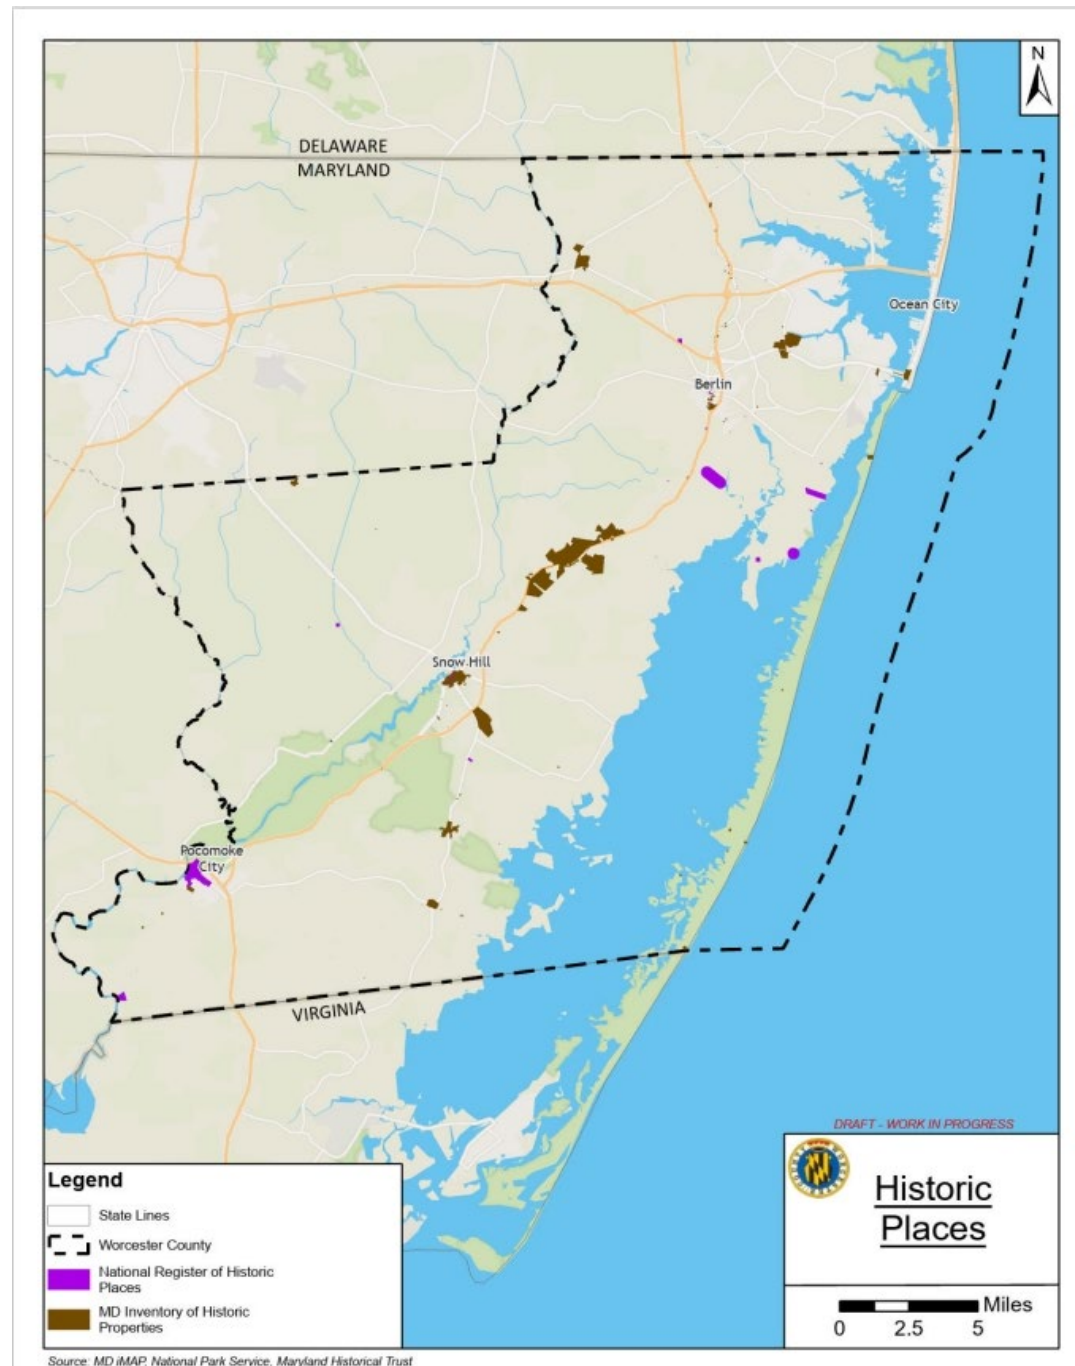 N
DELAWARE
MARYLAND
Ocean City
Berlin
Snow Hill
Pocomoke
City
VIRGINIA
DRAFT - WORK IN PROGRESS
Historic
Places
Miles
0 2.5 5
Legend
State Lines
Worcester County
National Register of Historic
Places
MD Inventory of Historic
Properties
Source: MD iMAP, National Park Service, Maryland Historical Trust